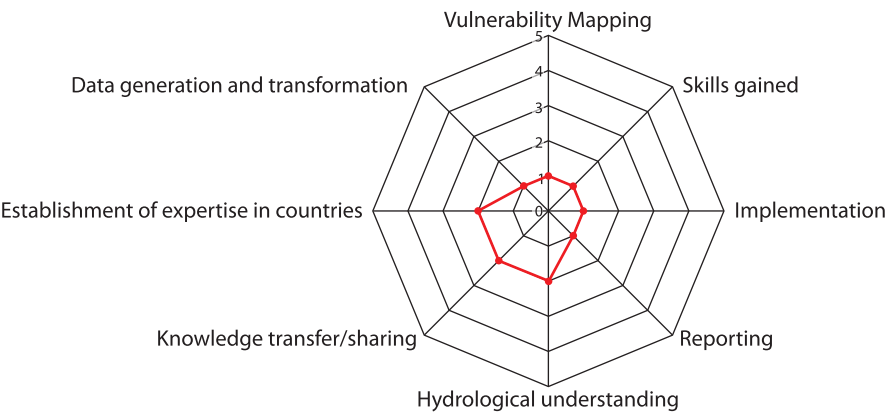 Vulnerability Mapping
5
Data generation and transformation
Skills gained
4
3
2
1
Establishment of expertise in countries
0
Implementation
Knowledge transfer/sharing
Reporting
Hydrological understanding